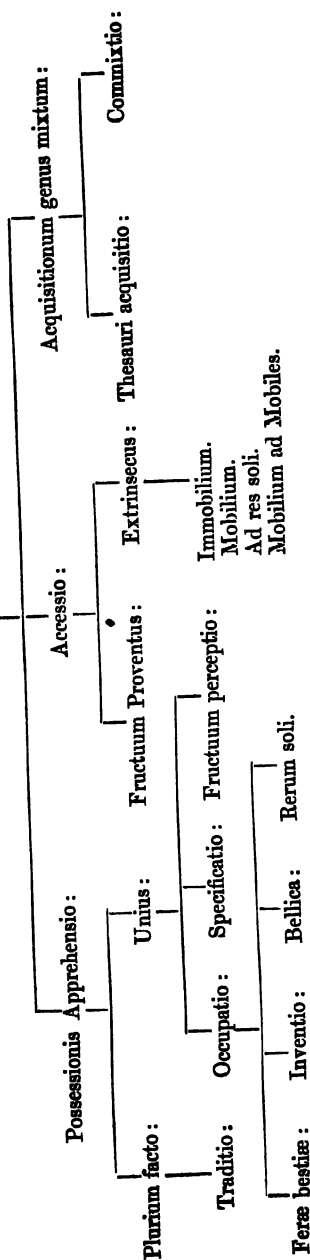 Possessionis Apprehensio:
Accessio:
Acquisitionum genus mixtum:
Plurium facto:
Unius:
Fructuum Proventus:
Extrinsecus:
Thesauri acquisitio:
Commixtio:
Traditio:
Occupatio:
Specificatio:
Fructuum perceptio:
Immobilium.
Mobilium.
Ad res soli.
Mobilium ad Mobiles.
Feræ bestiæ:
Inventio:
Bellica:
Rerum soli.